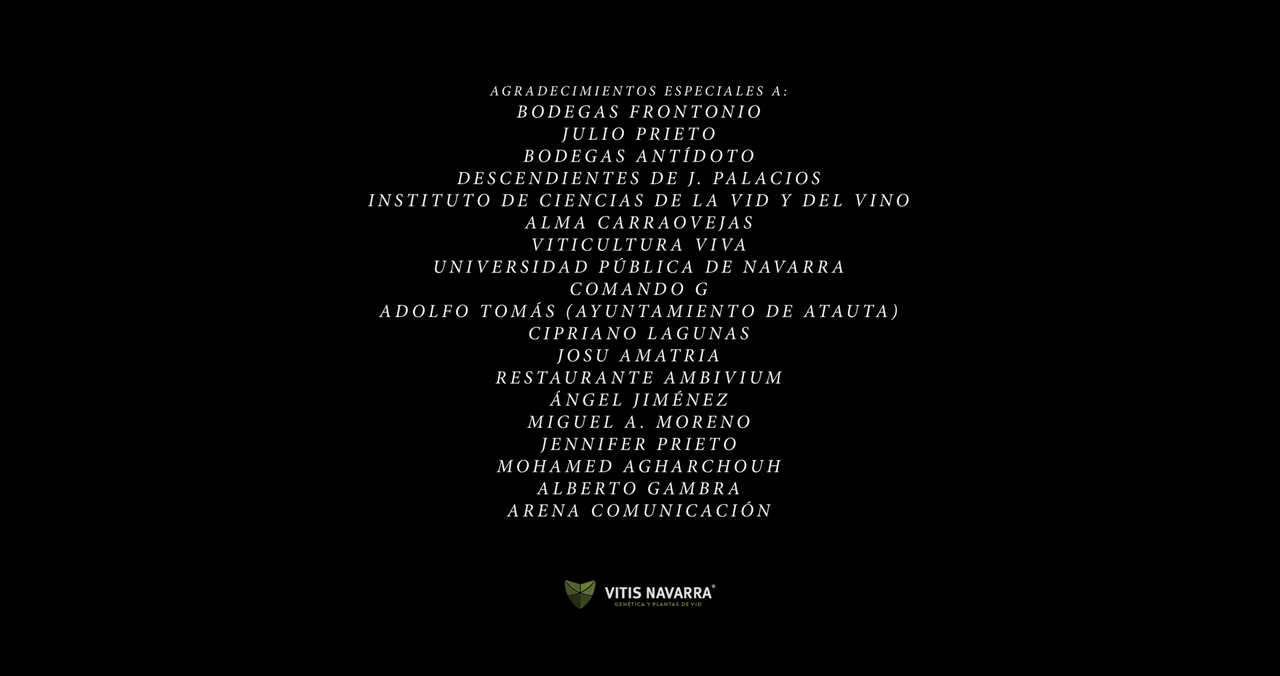 AGRADECIMIENTOS ESPECIALES A:
BODEGAS FRONTONIO
JULIO PRIETO
BODEGAS ANTÍDOTO
DESCENDIENTES DE J. PALACIOS
INSTITUTO DE CIENCIAS DE LA VID Y DEL VINO
ALMA CARRAOVEJAS
VITICULTURA VIVA
UNIVERSIDAD PÚBLICA DE NAVARRA
COMANDO G
ADOLFO TOMÁS (AYUNTAMIENTO DE ATAUTA)
CIPRIANO LAGUNAS
JOSU AMATRIA
RESTAURANTE AMBIVIUM
ÁNGEL JIMÉNEZ
MIGUEL A. MORENO
JENNIFER PRIETO
MOHAMED AGHARCHOUH
ALBERTO GAMBRA
ARENA COMUNICACIÓN
VITIS NAVARRA®
GENÉTICA Y PLANTAS DE VID